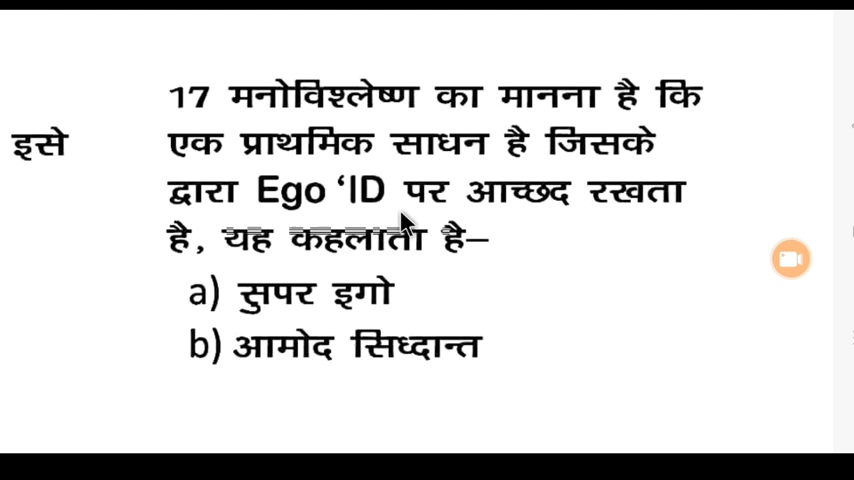 17 मनोविश्लेष्ण का मानना है कि
इसे एक प्राथमिक साधन है जिसके
द्वारा Ego ‘ID पर आच्छद रखता
है, यह कहलाता है–
a) सुपर इगो
b) आमोद सिध्दान्त